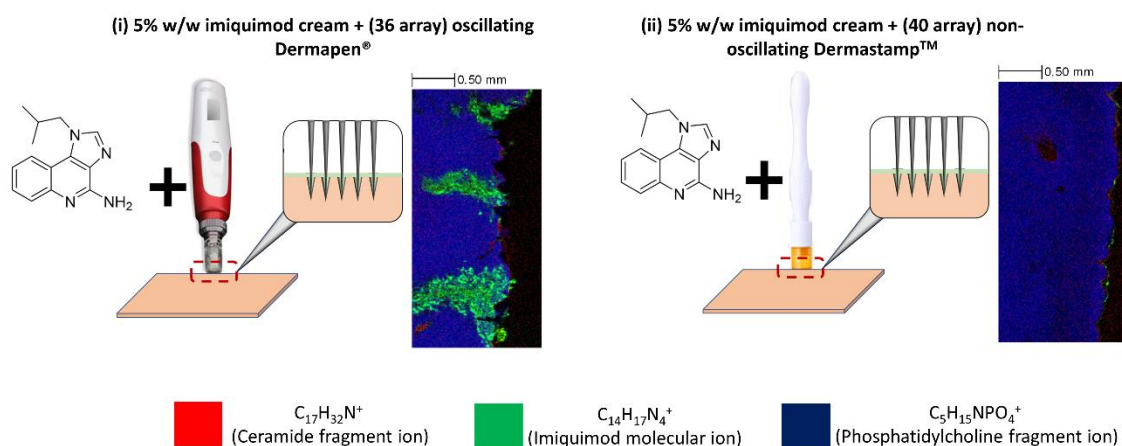 (i) 5% w/w imiquimod cream + (36 array) oscillating
Dermapen®
(ii) 5% w/w imiquimod cream + (40 array) non-
oscillating Dermastamp™
0.50 mm
0.50 mm
N
N
N
NH₂
+
N
N
N
NH₂
+
C₁₇H₃₂N⁺
(Ceramide fragment ion)
C₁₄H₁₇N₄⁺
(Imiquimod molecular ion)
C₅H₁₅NPO₄⁺
(Phosphatidylcholine fragment ion)